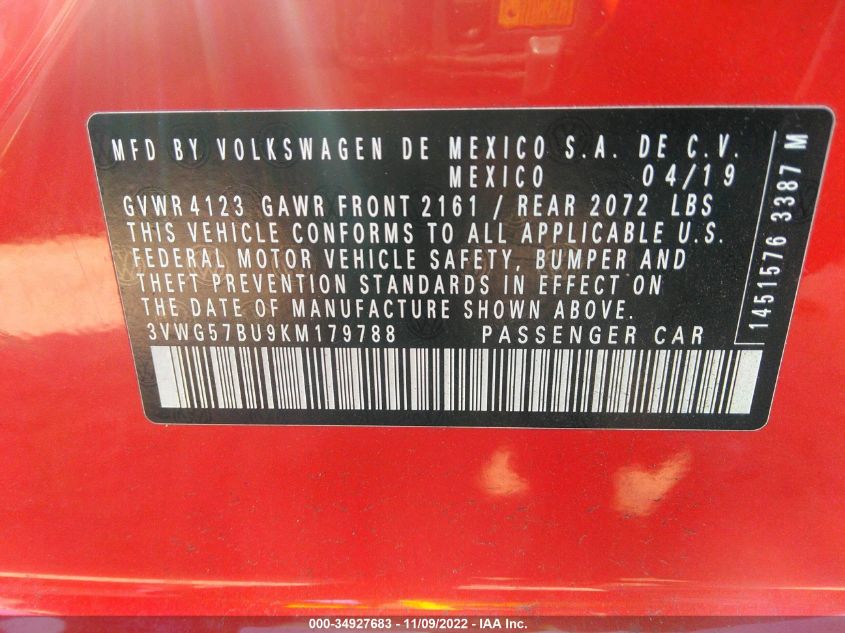 MFD BY VOLKSWAGEN DE MEXICO S.A. DE C.V.
MEXICO 04/19
GVWR 4123 GAWR FRONT 2161 / REAR 2072 LBS
THIS VEHICLE CONFORMS TO ALL APPLICABLE U.S.
FEDERAL MOTOR VEHICLE SAFETY, BUMPER AND
THEFT PREVENTION STANDARDS IN EFFECT ON
THE DATE OF MANUFACTURE SHOWN ABOVE.
3VWG57BU9KM179788 PASSENGER CAR
1451576 3387 M
000-34927683 - 11/09/2022 - IAA Inc.